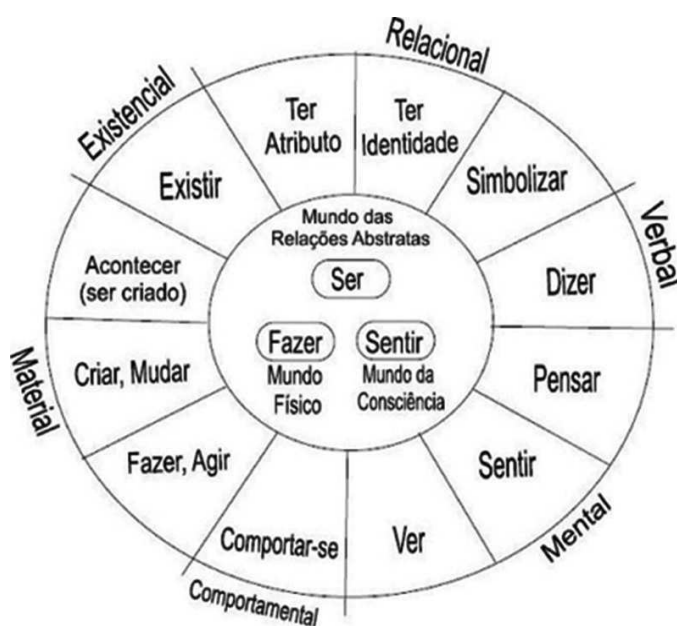 Relacional
Existencial
Ter
Atributo
Ter
Identidade
Existir
Simbolizar
Verbal
Mundo das
Relações Abstratas
Ser
Acontecer
(ser criado)
Dizer
Fazer
Sentir
Mundo
Físico
Mundo da
Consciência
Material
Criar, Mudar
Pensar
Fazer, Agir
Sentir
Mental
Comportar-se
Ver
Comportamental